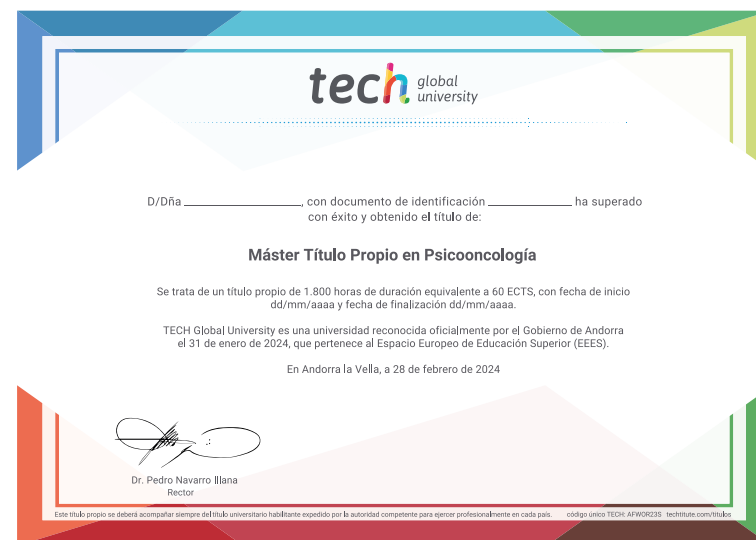 tech global university
D/Dña ____________, con documento de identificación ____________ ha superado
con éxito y obtenido el título de:
Máster Título Propio en Psicooncología
Se trata de un título propio de 1.800 horas de duración equivalente a 60 ECTS, con fecha de inicio
dd/mm/aaaa y fecha de finalización dd/mm/aaaa.
TECH Global University es una universidad reconocida oficialmente por el Gobierno de Andorra
el 31 de enero de 2024, que pertenece al Espacio Europeo de Educación Superior (EEES).
En Andorra la Vella, a 28 de febrero de 2024
Dr. Pedro Navarro Illana
Rector
Este título propio se deberá acompañar siempre del título universitario habilitante expedido por la autoridad competente para ejercer profesionalmente en cada país. código único TECH: AFWOR23S techtitute.com/titulos